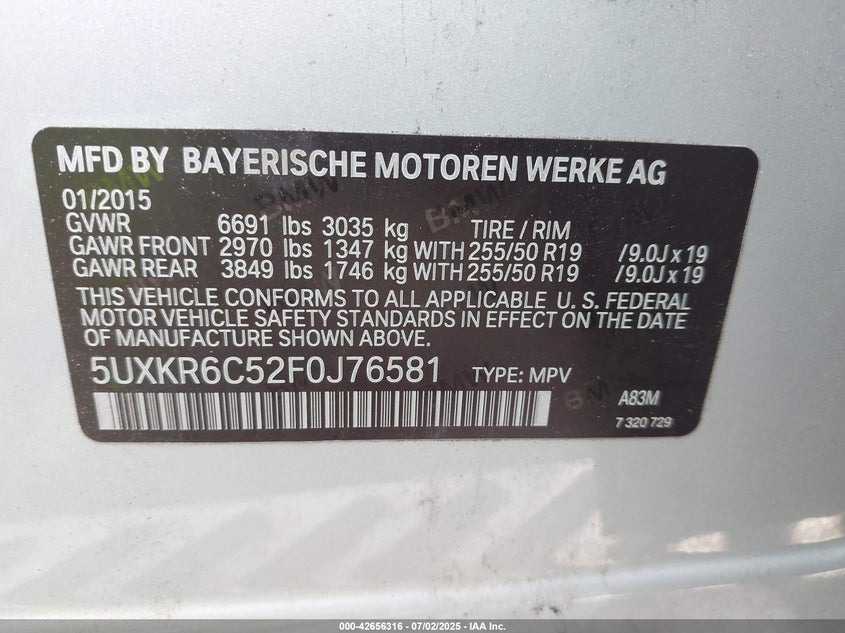 MFD BY BAYERISCHE MOTOREN WERKE AG
01/2015
GVWR 6691 lbs 3035 kg TIRE / RIM
GAWR FRONT 2970 lbs 1347 kg WITH 255/50 R19 /9.0J x 19
GAWR REAR 3849 lbs 1746 kg WITH 255/50 R19 /9.0J x 19
THIS VEHICLE CONFORMS TO ALL APPLICABLE U. S. FEDERAL
MOTOR VEHICLE SAFETY STANDARDS IN EFFECT ON THE DATE
OF MANUFACTURE SHOWN ABOVE.
5UXKR6C52F0J76581 TYPE: MPV
A83M
7 320 729
BMW
BMW
BMW
000-42656316 - 07/02/2025 - IAA Inc.